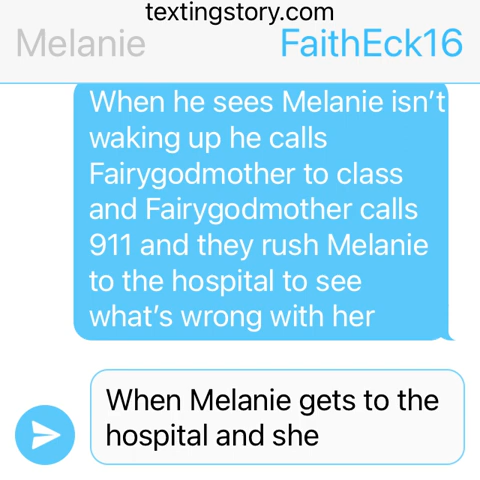 textingstory.com
Melanie FaithEck16
When he sees Melanie isn't
waking up he calls
Fairygodmother to class
and Fairygodmother calls
911 and they rush Melanie
to the hospital to see
what's wrong with her
When Melanie gets to the
hospital and she